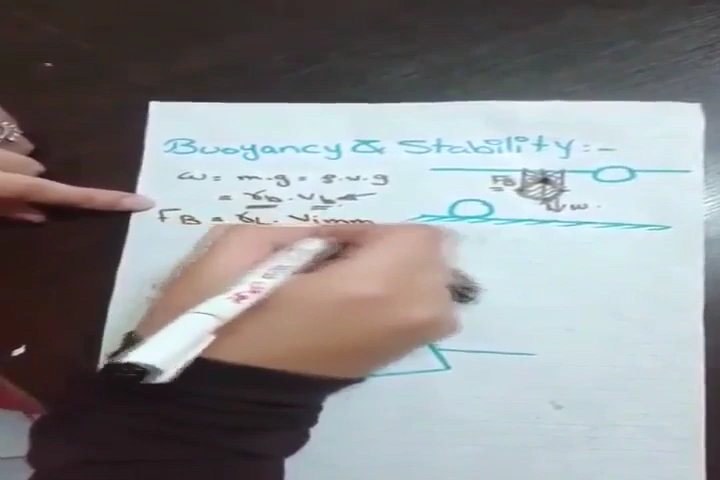 Buoyancy & Stability:-
ω = m.g = ρ.v.g
= γb.Vb
FB = γL. Vimm
FB
w.